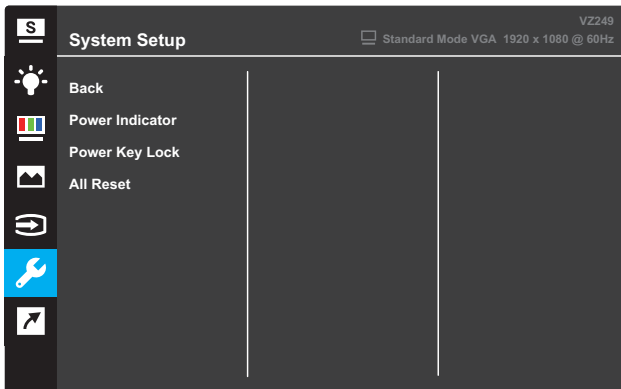 S
VZ249
System Setup
Standard Mode VGA 1920 x 1080 @ 60Hz
Back
Power Indicator
Power Key Lock
All Reset